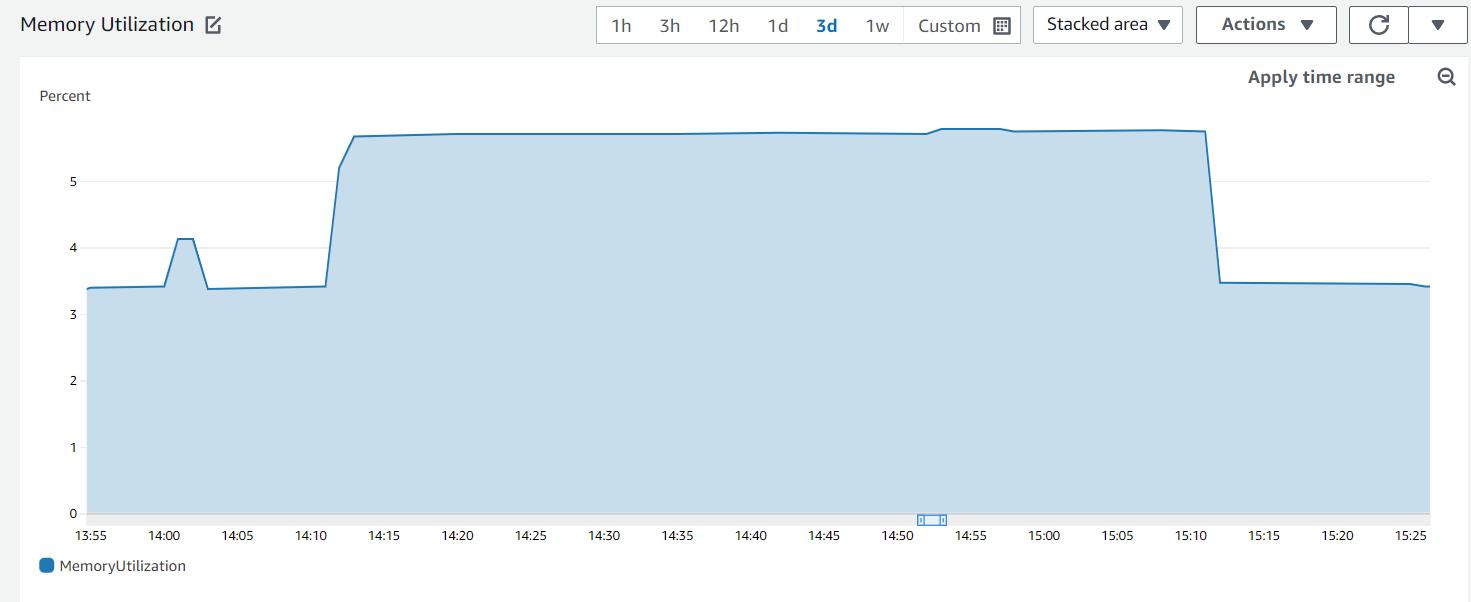 Memory Utilization
1h 3h 12h 1d 3d 1w Custom
Stacked area
Actions
Apply time range
Percent
5
4
3
2
1
0
13:55 14:00 14:05 14:10 14:15 14:20 14:25 14:30 14:35 14:40 14:45 14:50 14:55 15:00 15:05 15:10 15:15 15:20 15:25
MemoryUtilization